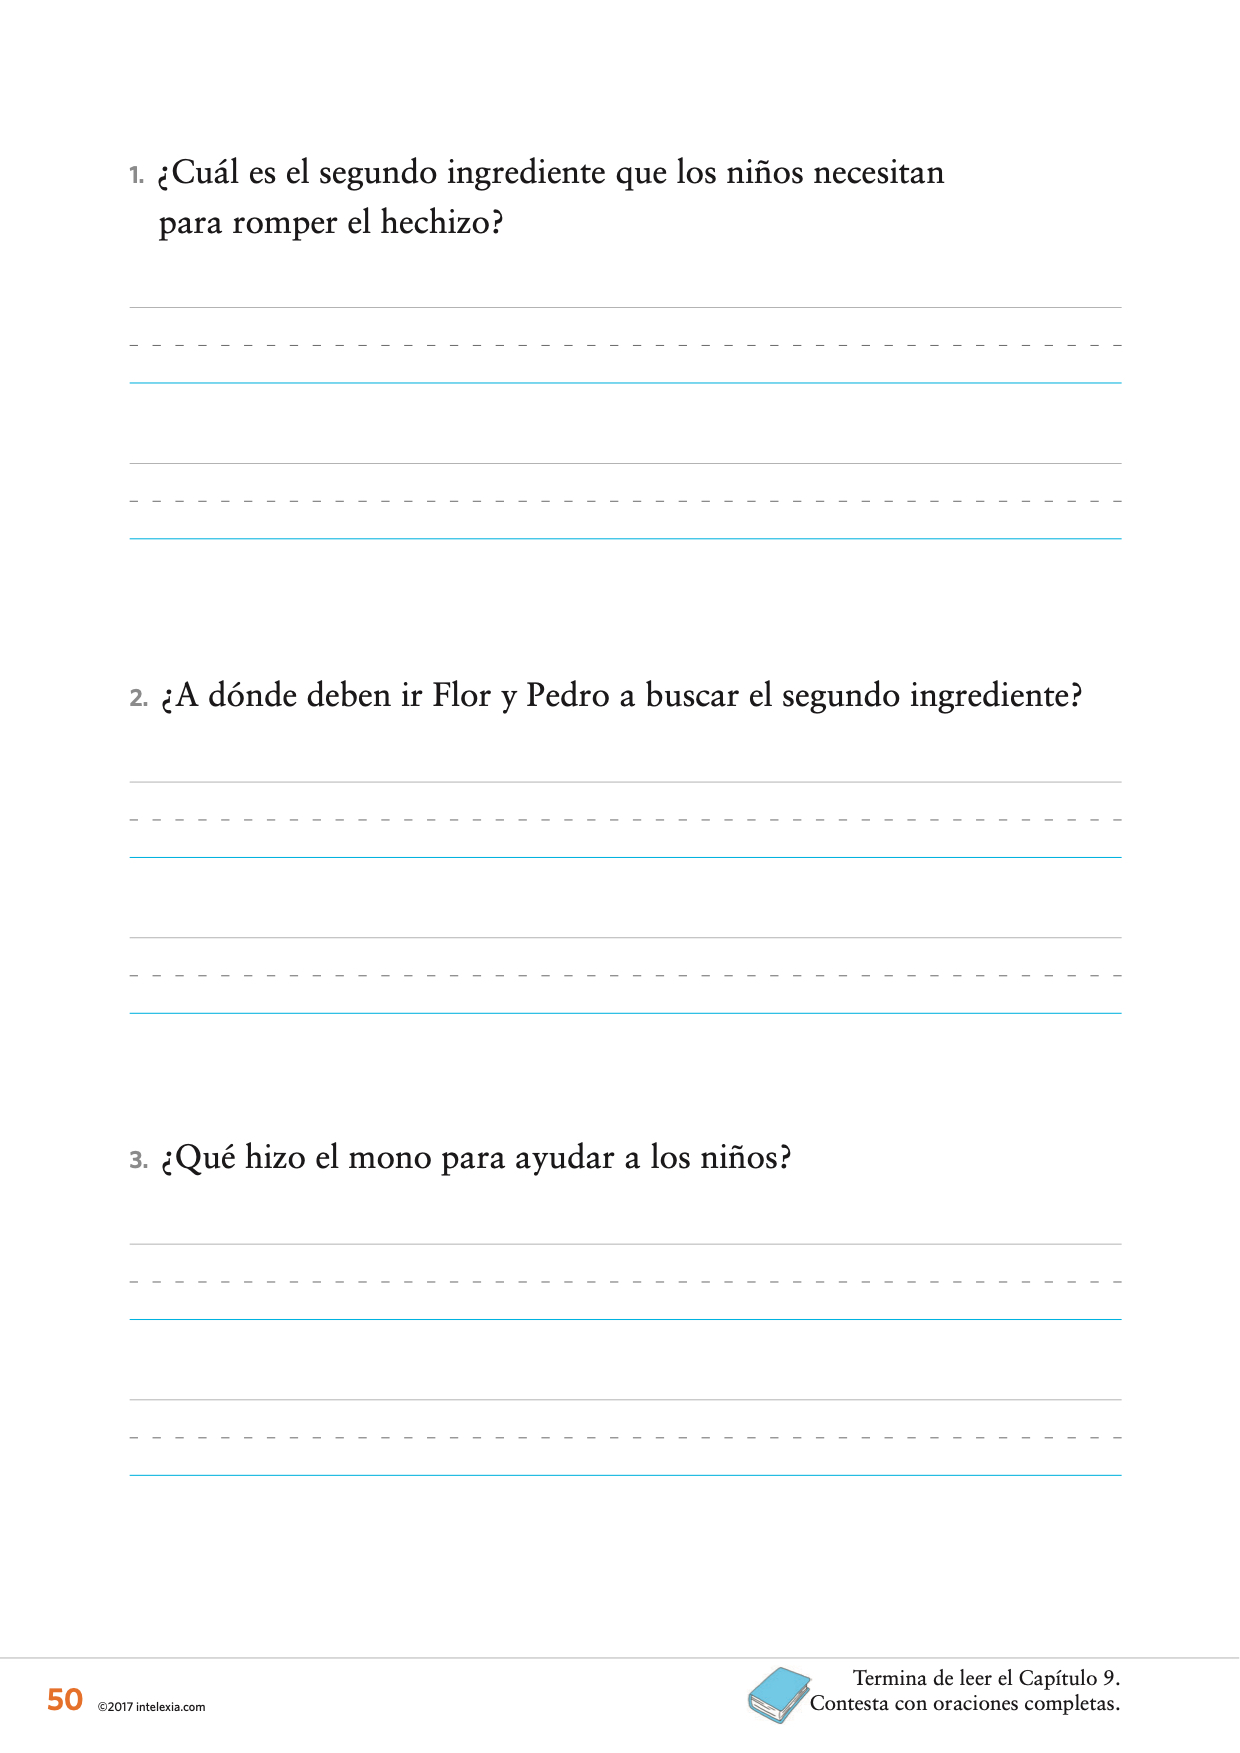 1. ¿Cuál es el segundo ingrediente que los niños necesitan
para romper el hechizo?
2. ¿A dónde deben ir Flor y Pedro a buscar el segundo ingrediente?
3. ¿Qué hizo el mono para ayudar a los niños?
Termina de leer el Capítulo 9.
Contesta con oraciones completas.
50 ©2017 intelexia.com